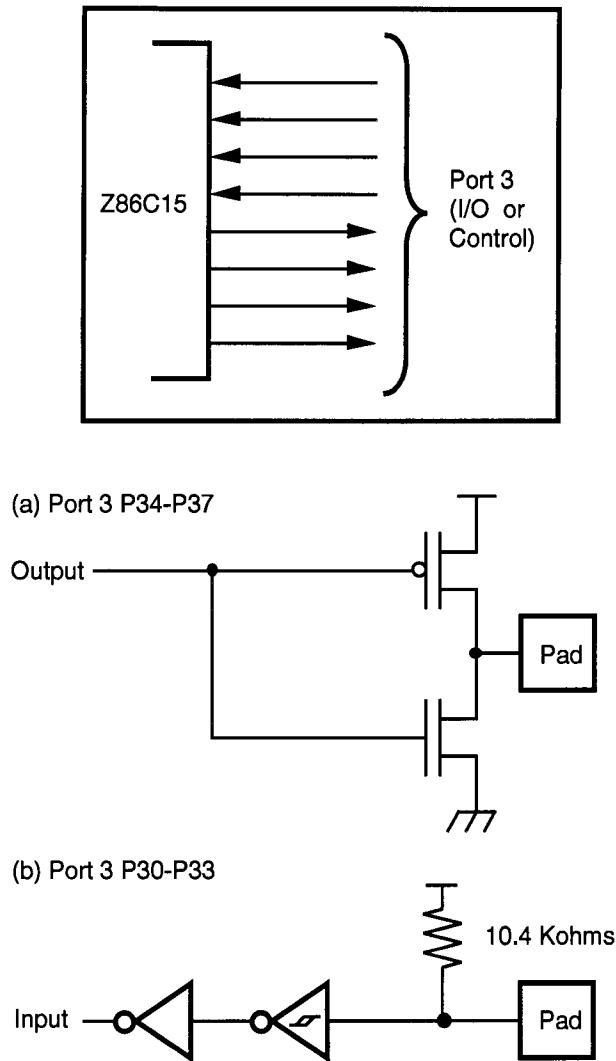 Z86C15
Port 3
(I/O or
Control)
(a) Port 3 P34-P37
Output
Pad
(b) Port 3 P30-P33
10.4 Kohms
Input
Pad